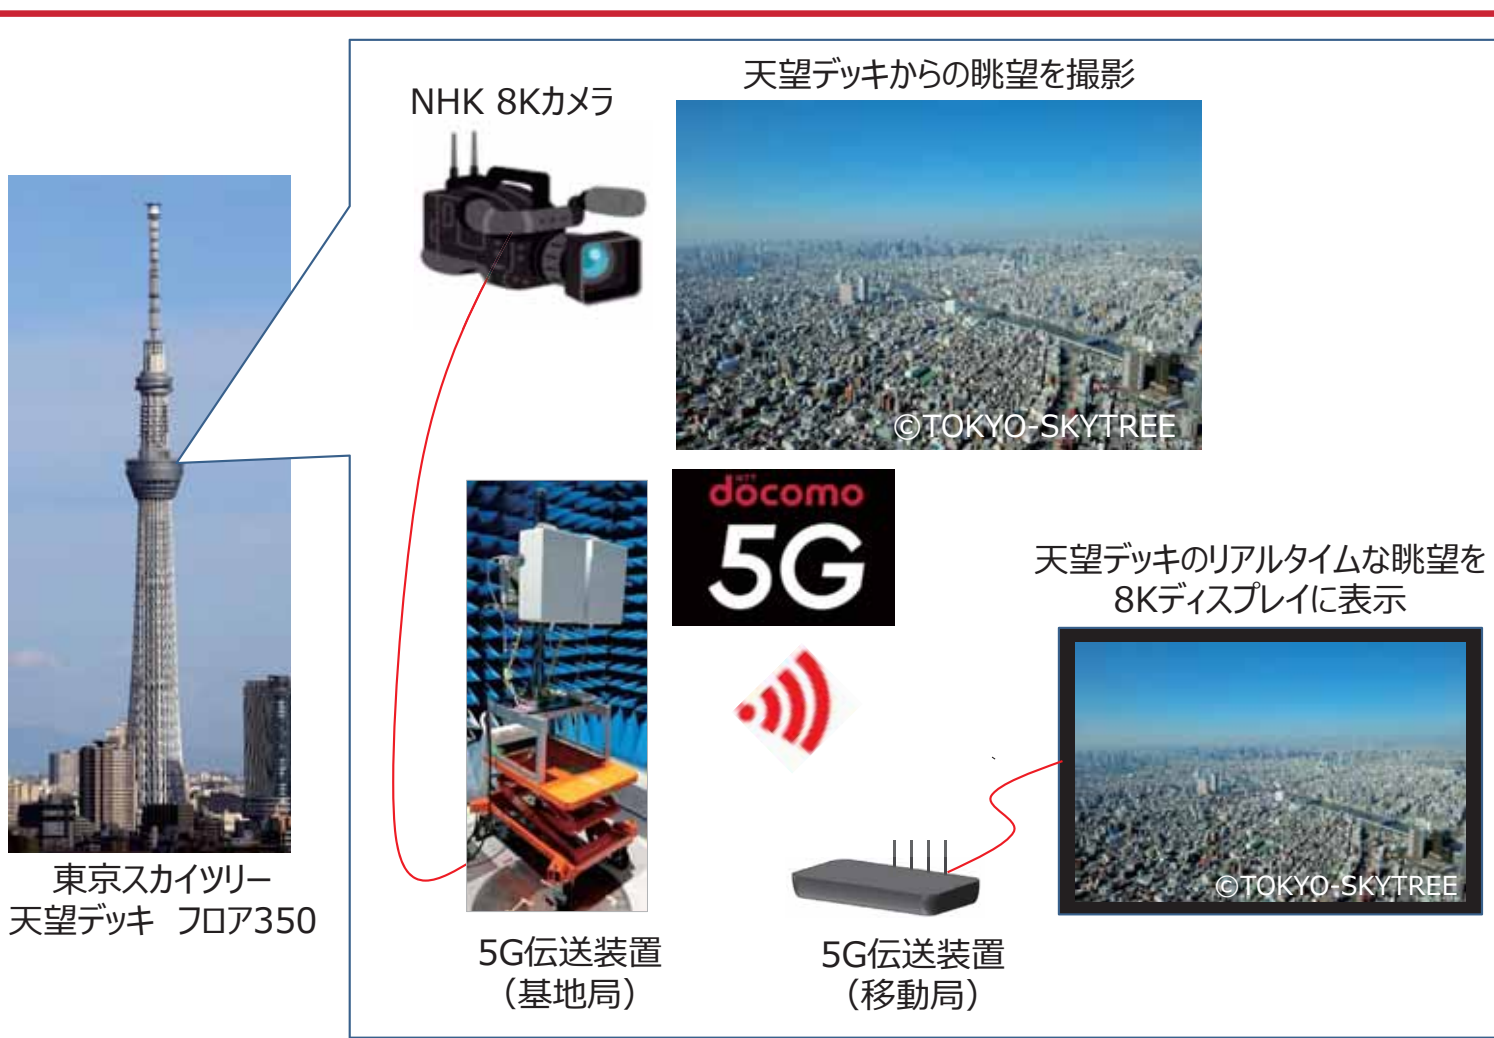 天望デッキからの眺望を撮影
NHK 8Kカメラ
©TOKYO-SKYTREE
NTT
docomo
5G
天望デッキのリアルタイムな眺望を
8Kディスプレイに表示
©TOKYO-SKYTREE
東京スカイツリー
天望デッキ フロア350
5G伝送装置
（基地局）
5G伝送装置
（移動局）